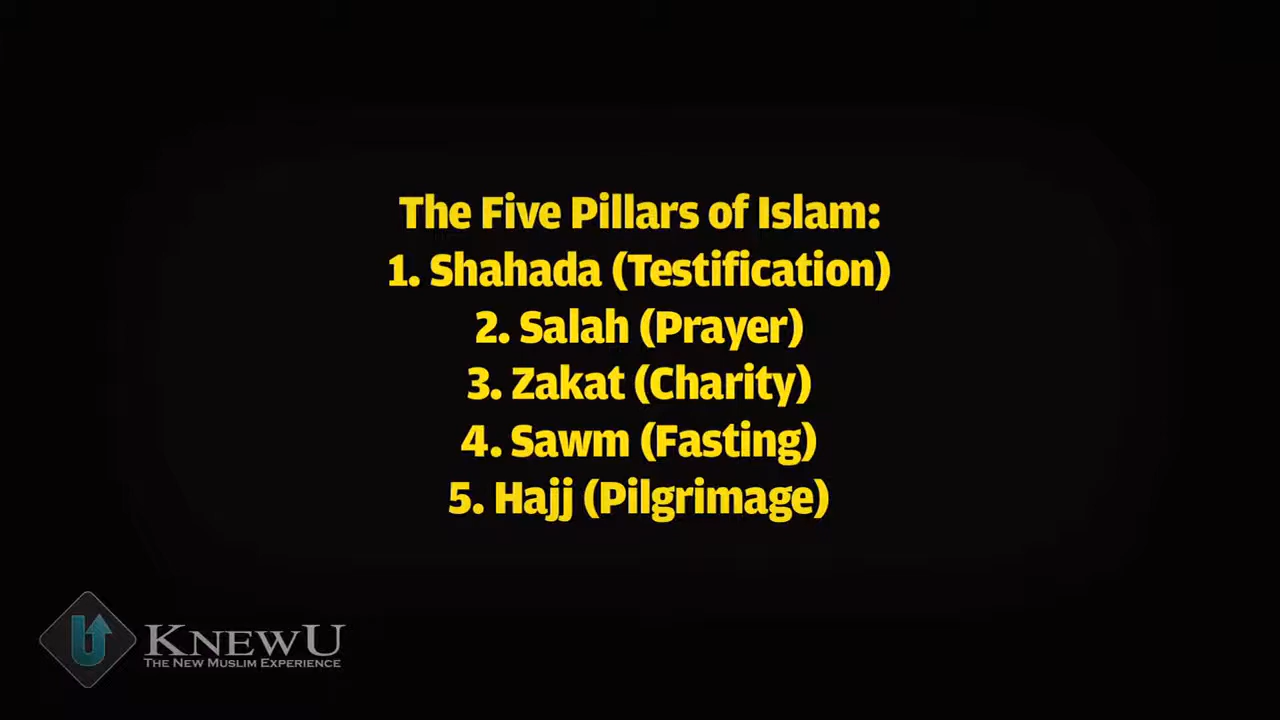 The Five Pillars of Islam:
1. Shahada (Testification)
2. Salah (Prayer)
3. Zakat (Charity)
4. Sawm (Fasting)
5. Hajj (Pilgrimage)
KNEWU
THE NEW MUSLIM EXPERIENCE